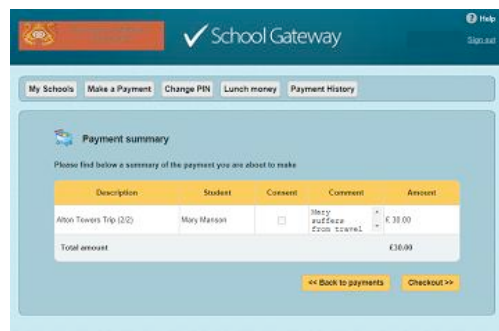 Help
School Gateway
Sign out
My Schools Make a Payment Change PIN Lunch money Payment History
Payment summary
Please find below a summary of the payment you are about to make
Description Student Consent Comment Amount
Alton Towers Trip (2/2) Mary Manson Mary suffers from travel £ 30.00
Total amount £30.00
<< Back to payments Checkout >>